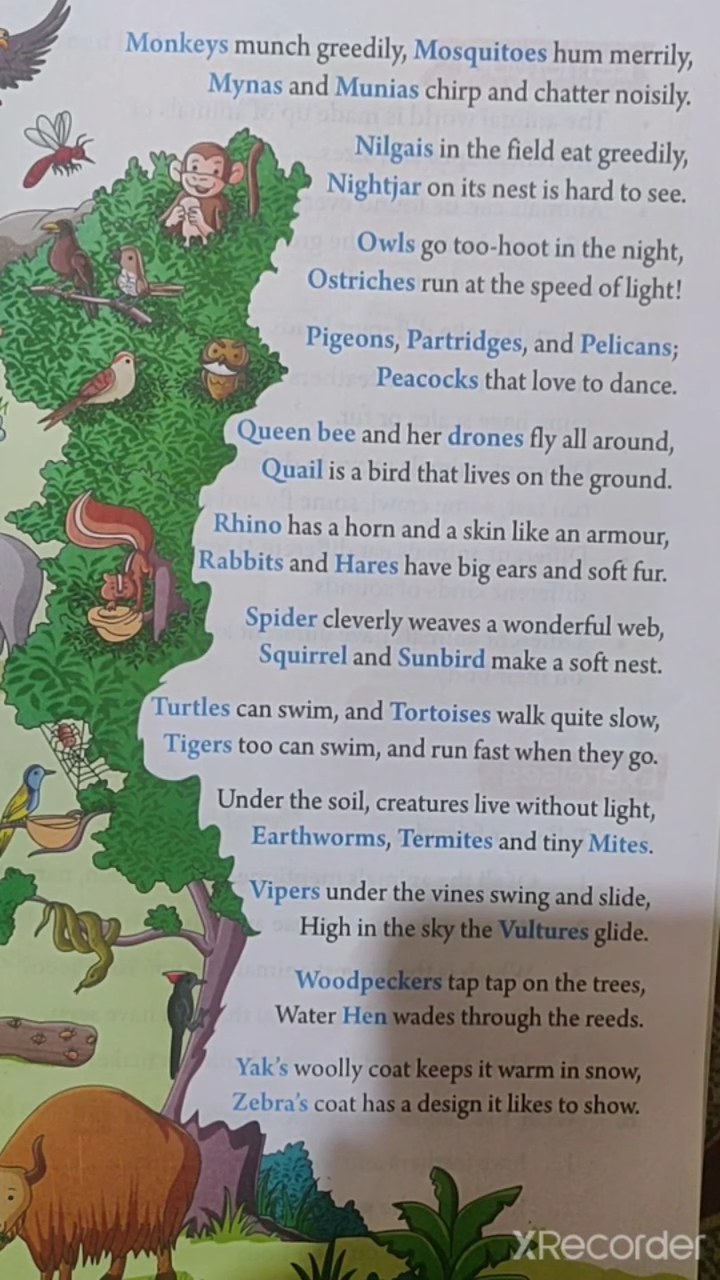 Monkeys munch greedily, Mosquitoes hum merrily,
Mynas and Munias chirp and chatter noisily.
Nilgais in the field eat greedily,
Nightjar on its nest is hard to see.
Owls go too-hoot in the night,
Ostriches run at the speed of light!
Pigeons, Partridges, and Pelicans;
Peacocks that love to dance.
Queen bee and her drones fly all around,
Quail is a bird that lives on the ground.
Rhino has a horn and a skin like an armour,
Rabbits and Hares have big ears and soft fur.
Spider cleverly weaves a wonderful web,
Squirrel and Sunbird make a soft nest.
Turtles can swim, and Tortoises walk quite slow,
Tigers too can swim, and run fast when they go.
Under the soil, creatures live without light,
Earthworms, Termites and tiny Mites.
Vipers under the vines swing and slide,
High in the sky the Vultures glide.
Woodpeckers tap tap on the trees,
Water Hen wades through the reeds.
Yak's woolly coat keeps it warm in snow,
Zebra's coat has a design it likes to show.
XRecorder